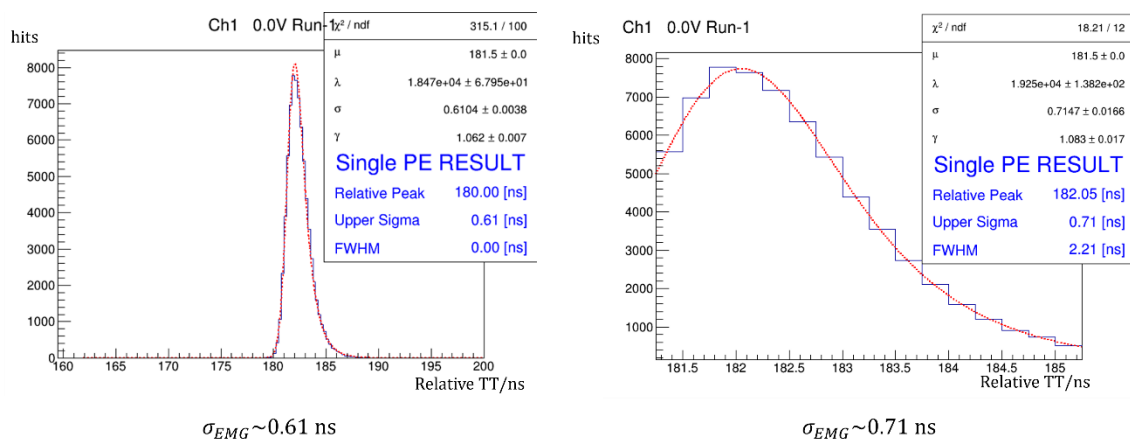 Ch1 0.0V Run-1
hits
χ² / ndf 315.1 / 100
μ 181.5 ± 0.0
λ 1.847e+04 ± 6.795e+01
σ 0.6104 ± 0.0038
γ 1.062 ± 0.007
Single PE RESULT
Relative Peak 180.00 [ns]
Upper Sigma 0.61 [ns]
FWHM 0.00 [ns]
8000
7000
6000
5000
4000
3000
2000
1000
0
160 165 170 175 180 185 190 195 200
Relative TT/ns
σ_EMG~0.61 ns
Ch1 0.0V Run-1
hits
χ² / ndf 18.21 / 12
μ 181.5 ± 0.0
λ 1.925e+04 ± 1.382e+02
σ 0.7147 ± 0.0166
γ 1.083 ± 0.017
Single PE RESULT
Relative Peak 182.05 [ns]
Upper Sigma 0.71 [ns]
FWHM 2.21 [ns]
8000
7000
6000
5000
4000
3000
2000
1000
181.5 182 182.5 183 183.5 184 184.5 185
Relative TT/ns
σ_EMG~0.71 ns